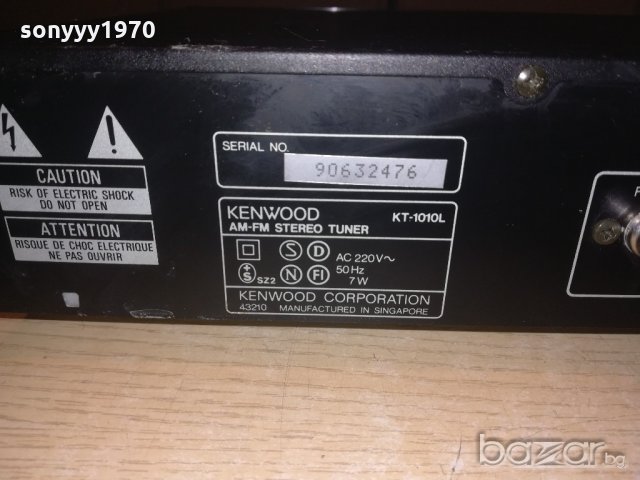 sonyyy1970
CAUTION
RISK OF ELECTRIC SHOCK
DO NOT OPEN
ATTENTION
RISQUE DE CHOC ELECTRIQUE
NE PAS OUVRIR
SERIAL NO.
90632476
KENWOOD KT-1010L
AM-FM STEREO TUNER
S D AC 220V~
50Hz
S SZ2 N FI 7W
KENWOOD CORPORATION
43210 MANUFACTURED IN SINGAPORE
bazar.bg